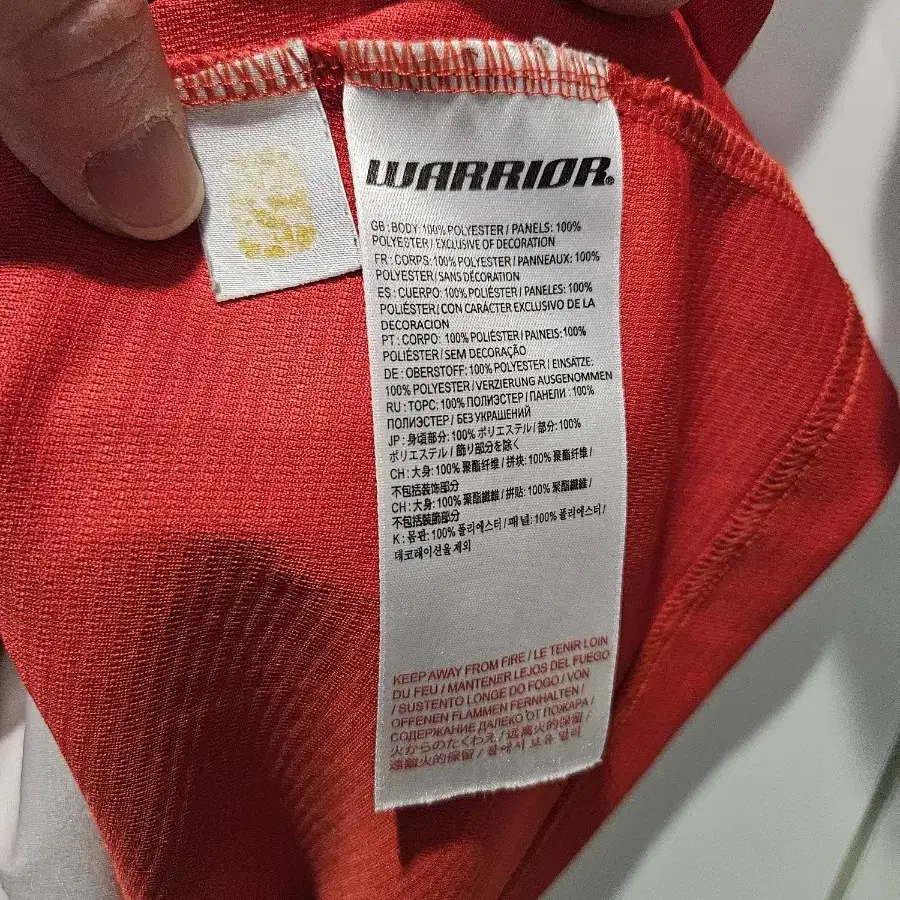 WARRIOR®
GB : BODY: 100% POLYESTER / PANELS: 100%
POLYESTER / EXCLUSIVE OF DECORATION
FR : CORPS: 100% POLYESTER / PANNEAUX: 100%
POLYESTER / SANS DÉCORATION
ES : CUERPO: 100% POLIÉSTER / PANELES: 100%
POLIÉSTER / CON CARÁCTER EXCLUSIVO DE LA
DECORACION
PT : CORPO: 100% POLIÉSTER / PAINEIS: 100%
POLIÉSTER / SEM DECORAÇÃO
DE : OBERSTOFF: 100% POLYESTER / EINSÄTZE:
100% POLYESTER / VERZIERUNG AUSGENOMMEN
RU : ТОРС: 100% ПОЛИЭСТЕР / ПАНЕЛИ : 100%
ПОЛИЭСТЕР / БЕЗ УКРАШЕНИЙ
JP : 身頃部分: 100% ポリエステル / 部分: 100%
ポリエステル / 飾り部分を除く
CH : 大身: 100% 聚酯纤维 / 拼块: 100% 聚酯纤维 /
不包括装饰部分
CH : 大身: 100% 聚酯纖維 / 拼貼: 100% 聚酯纖維 /
不包括裝飾部分
K : 몸판: 100% 폴리에스터 / 패널: 100% 폴리에스터 /
데코레이션을 제외
KEEP AWAY FROM FIRE / LE TENIR LOIN
DU FEU / MANTENER LEJOS DEL FUEGO
/ SUSTENTO LONGE DO FOGO / VON
OFFENEN FLAMMEN FERNHALTEN /
СОДЕРЖАНИЕ ДАЛЕКО ОТ ПОЖАРА /
火からのたくわえ / 远离火的保留 /
遠離火的保留 / 불에서 보유 멀리